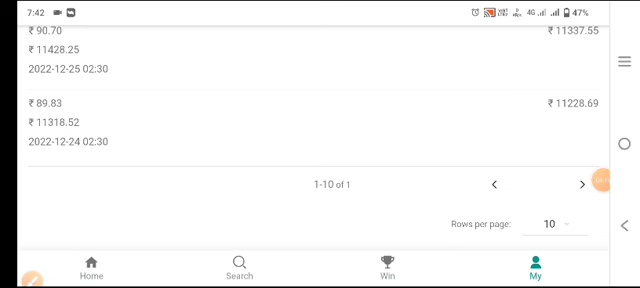 7:42
4G 47%
₹ 90.70 ₹ 11337.55
₹ 11428.25
2022-12-25 02:30
₹ 89.83 ₹ 11228.69
₹ 11318.52
2022-12-24 02:30
1-10 of 1
Rows per page: 10
Home Search Win My